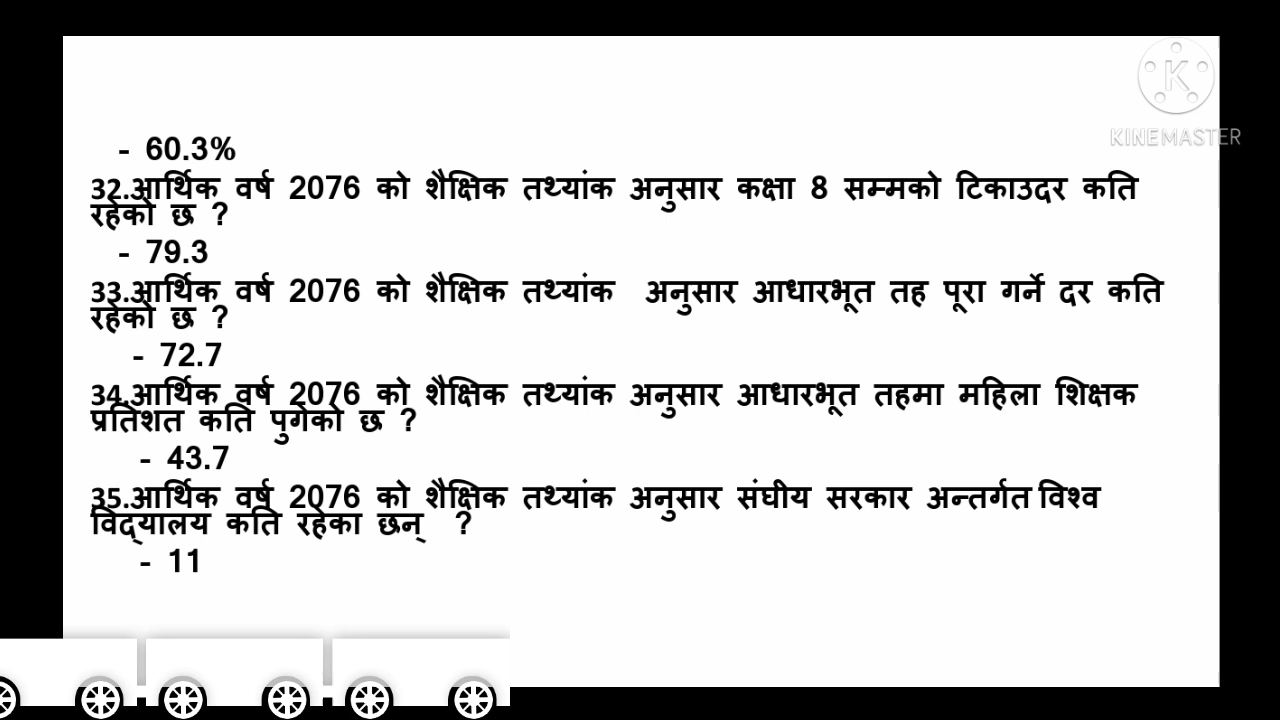 - 60.3%
32.आर्थिक वर्ष 2076 को शैक्षिक तथ्यांक अनुसार कक्षा 8 सम्मको टिकाउदर कति
रहेको छ ?
- 79.3
33.आर्थिक वर्ष 2076 को शैक्षिक तथ्यांक अनुसार आधारभूत तह पूरा गर्ने दर कति
रहेको छ ?
- 72.7
34.आर्थिक वर्ष 2076 को शैक्षिक तथ्यांक अनुसार आधारभूत तहमा महिला शिक्षक
प्रतिशत कति पुगेको छ ?
- 43.7
35.आर्थिक वर्ष 2076 को शैक्षिक तथ्यांक अनुसार संघीय सरकार अन्तर्गत विश्व
विद्‌यालय कति रहेका छन् ?
- 11
K
KINEMASTER